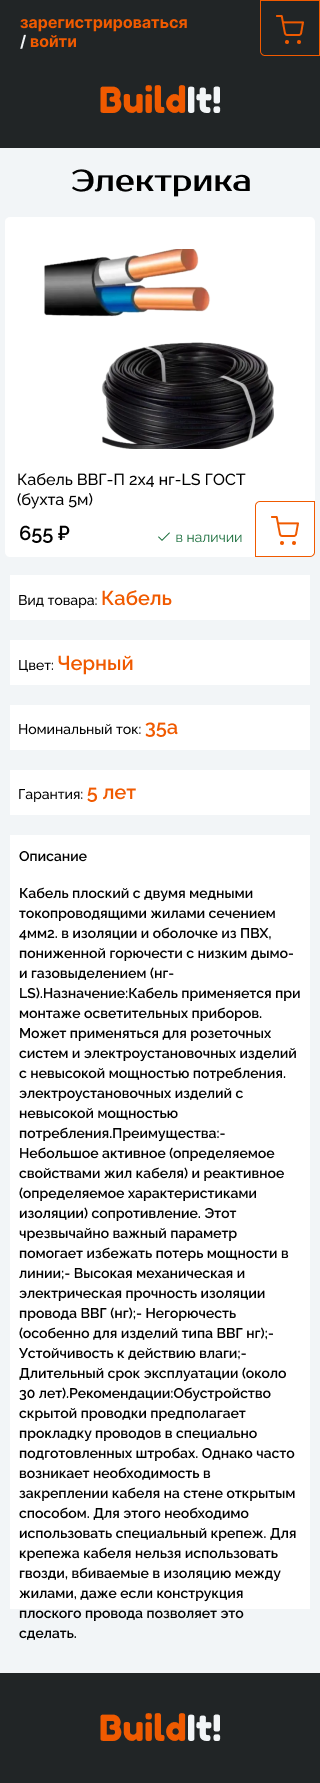 зарегистрироваться
/ войти
BuildIt!
Электрика
Кабель ВВГ-П 2х4 нг-LS ГОСТ
(бухта 5м)
655 ₽
в наличии
Вид товара: Кабель
Цвет: Черный
Номинальный ток: 35а
Гарантия: 5 лет
Описание
Кабель плоский с двумя медными
токопроводящими жилами сечением
4мм2. в изоляции и оболочке из ПВХ,
пониженной горючести с низким дымо-
и газовыделением (нг-
LS).Назначение:Кабель применяется при
монтаже осветительных приборов.
Может применяться для розеточных
систем и электроустановочных изделий
с невысокой мощностью потребления.
электроустановочных изделий с
невысокой мощностью
потребления.Преимущества:-
Небольшое активное (определяемое
свойствами жил кабеля) и реактивное
(определяемое характеристиками
изоляции) сопротивление. Этот
чрезвычайно важный параметр
помогает избежать потерь мощности в
линии;- Высокая механическая и
электрическая прочность изоляции
провода ВВГ (нг);- Негорючесть
(особенно для изделий типа ВВГ нг);-
Устойчивость к действию влаги;-
Длительный срок эксплуатации (около
30 лет).Рекомендации:Обустройство
скрытой проводки предполагает
прокладку проводов в специально
подготовленных штробах. Однако часто
возникает необходимость в
закреплении кабеля на стене открытым
способом. Для этого необходимо
использовать специальный крепеж. Для
крепежа кабеля нельзя использовать
гвозди, вбиваемые в изоляцию между
жилами, даже если конструкция
плоского провода позволяет это
сделать.
BuildIt!